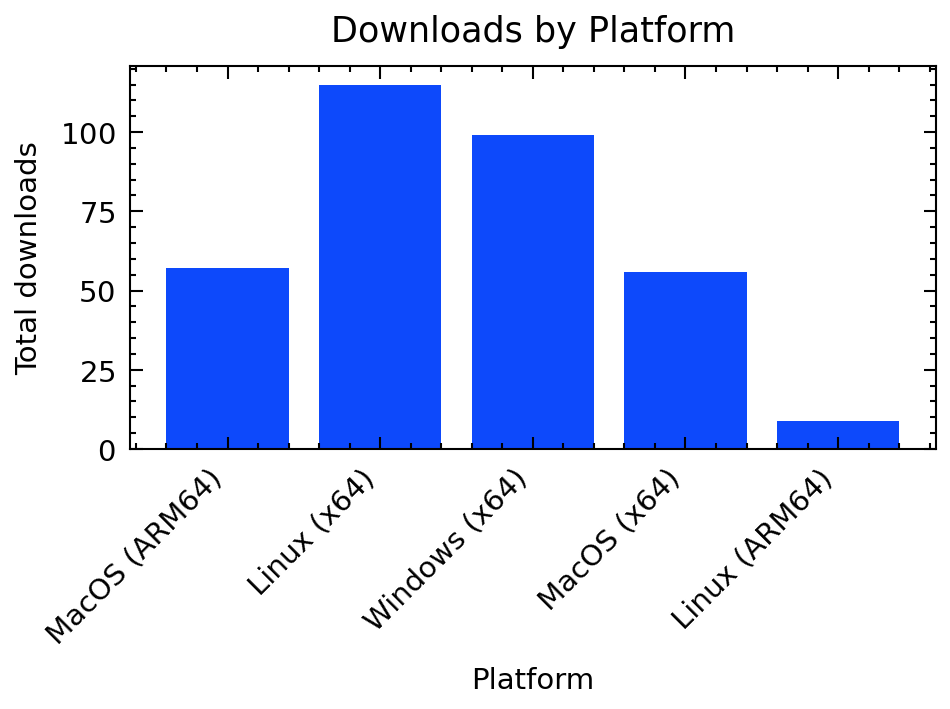 Downloads by Platform
Total downloads
100
75
50
25
0
MacOS (ARM64)
Linux (x64)
Windows (x64)
MacOS (x64)
Linux (ARM64)
Platform